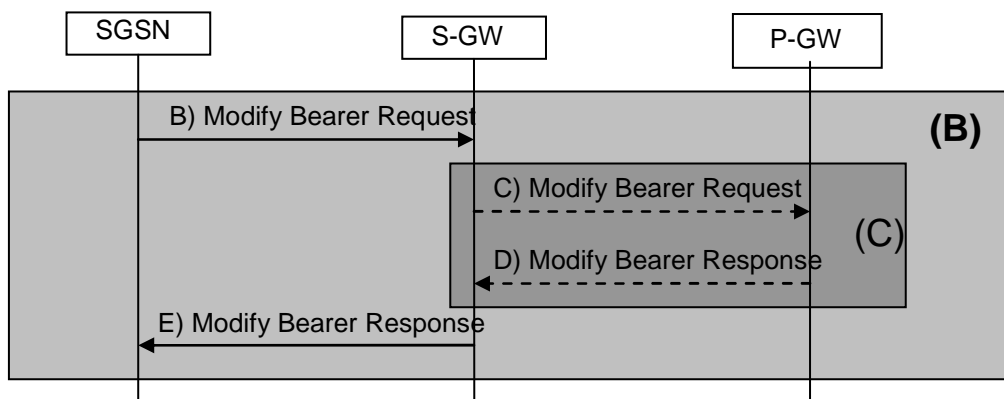 SGSN
S-GW
P-GW
B) Modify Bearer Request
(B)
C) Modify Bearer Request
(C)
D) Modify Bearer Response
E) Modify Bearer Response